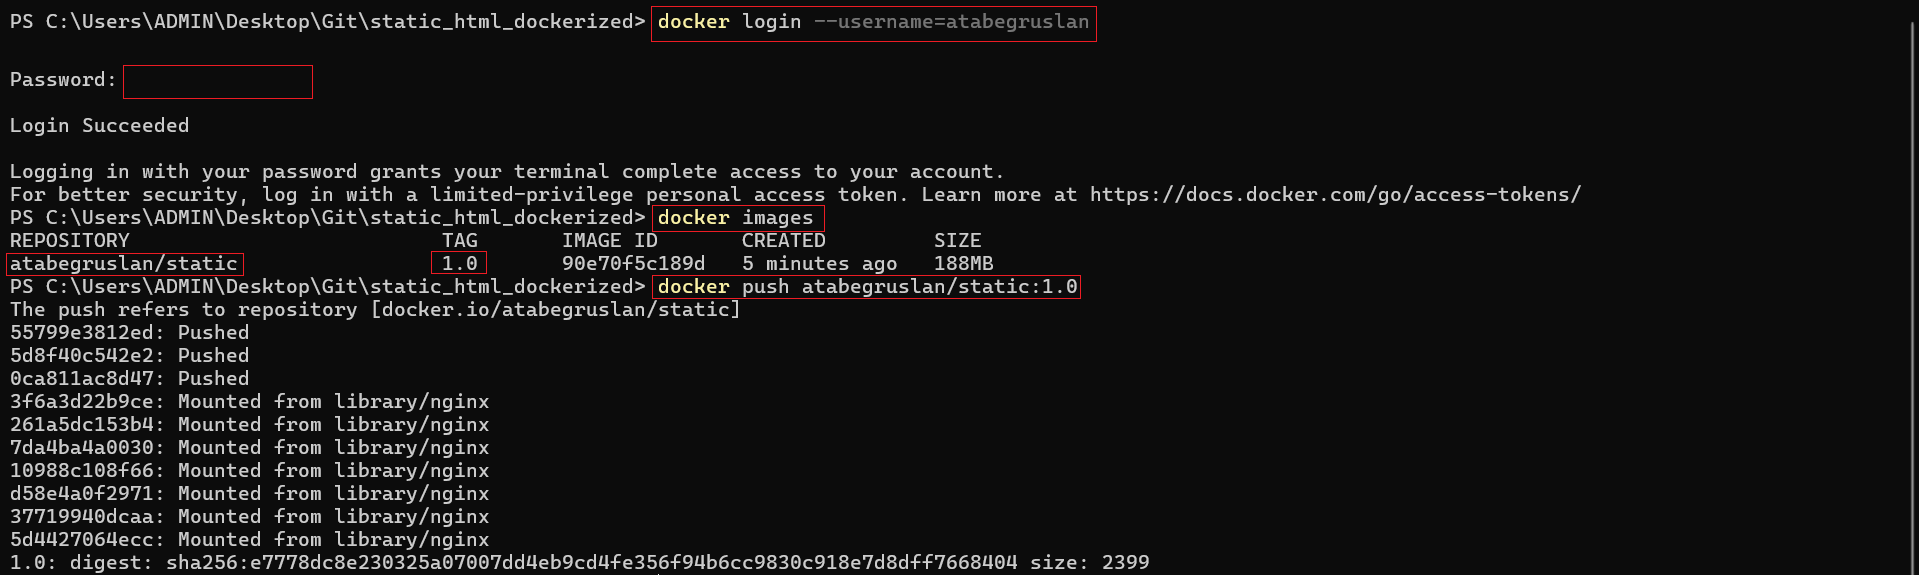 PS C:\Users\ADMIN\Desktop\Git\static_html_dockerized> docker login --username=atabegruslan
Password:
Login Succeeded
Logging in with your password grants your terminal complete access to your account.
For better security, log in with a limited-privilege personal access token. Learn more at https://docs.docker.com/go/access-tokens/
PS C:\Users\ADMIN\Desktop\Git\static_html_dockerized> docker images
REPOSITORY TAG IMAGE ID CREATED SIZE
atabegruslan/static 1.0 90e70f5c189d 5 minutes ago 188MB
PS C:\Users\ADMIN\Desktop\Git\static_html_dockerized> docker push atabegruslan/static:1.0
The push refers to repository [docker.io/atabegruslan/static]
55799e3812ed: Pushed
5d8f40c542e2: Pushed
0ca811ac8d47: Pushed
3f6a3d22b9ce: Mounted from library/nginx
261a5dc153b4: Mounted from library/nginx
7da4ba4a0030: Mounted from library/nginx
10988c108f66: Mounted from library/nginx
d58e4a0f2971: Mounted from library/nginx
37719940dcaa: Mounted from library/nginx
5d4427064ecc: Mounted from library/nginx
1.0: digest: sha256:e7778dc8e230325a07007dd4eb9cd4fe356f94b6cc9830c918e7d8dff7668404 size: 2399